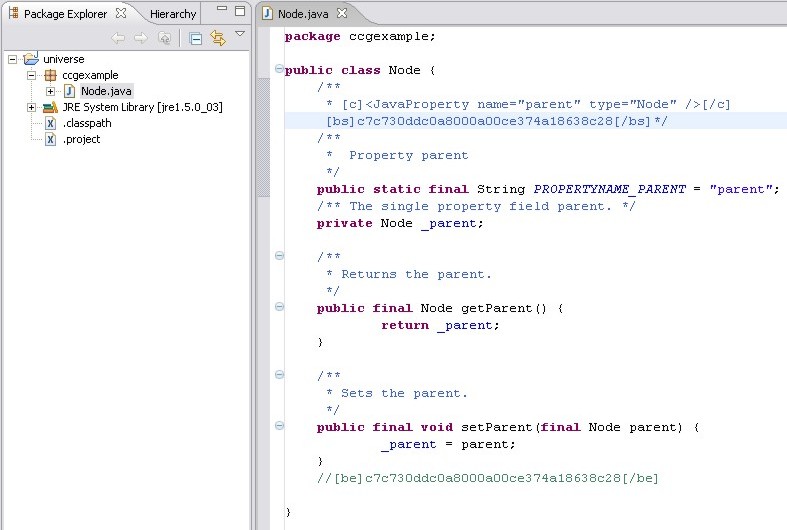 Package Explorer
Hierarchy
universe
ccgexample
Node.java
JRE System Library [jre1.5.0_03]
.classpath
.project
Node.java
package ccgexample;
public class Node {
/**
* [c]<JavaProperty name="parent" type="Node" />[/c]
[bs]c7c730ddc0a8000a00ce374a18638c28[/bs]*/
/**
* Property parent
*/
public static final String PROPERTYNAME_PARENT = "parent";
/** The single property field parent. */
private Node _parent;
/**
* Returns the parent.
*/
public final Node getParent() {
return _parent;
}
/**
* Sets the parent.
*/
public final void setParent(final Node parent) {
_parent = parent;
}
//[be]c7c730ddc0a8000a00ce374a18638c28[/be]
}